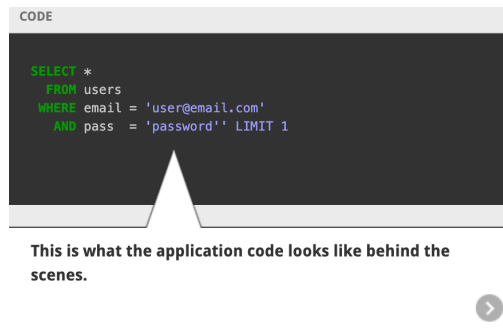 CODE
SELECT *
FROM users
WHERE email = 'user@email.com'
AND pass = 'password'' LIMIT 1
This is what the application code looks like behind the
scenes.